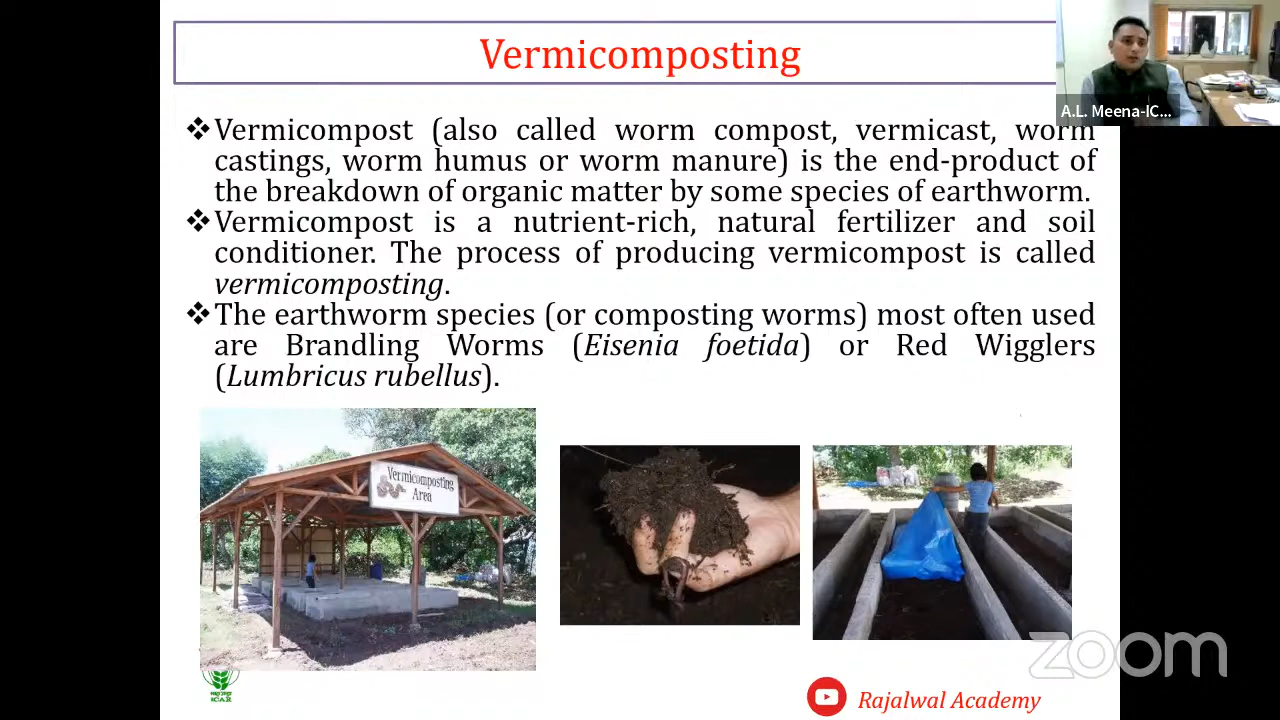 Vermicomposting
A.L. Meena-IC...
❖Vermicompost (also called worm compost, vermicast, worm
castings, worm humus or worm manure) is the end-product of
the breakdown of organic matter by some species of earthworm.
❖Vermicompost is a nutrient-rich, natural fertilizer and soil
conditioner. The process of producing vermicompost is called
vermicomposting.
❖The earthworm species (or composting worms) most often used
are Brandling Worms (Eisenia foetida) or Red Wigglers
(Lumbricus rubellus).
Vermicomposting
Area
zoom
ICAR
Rajalwal Academy